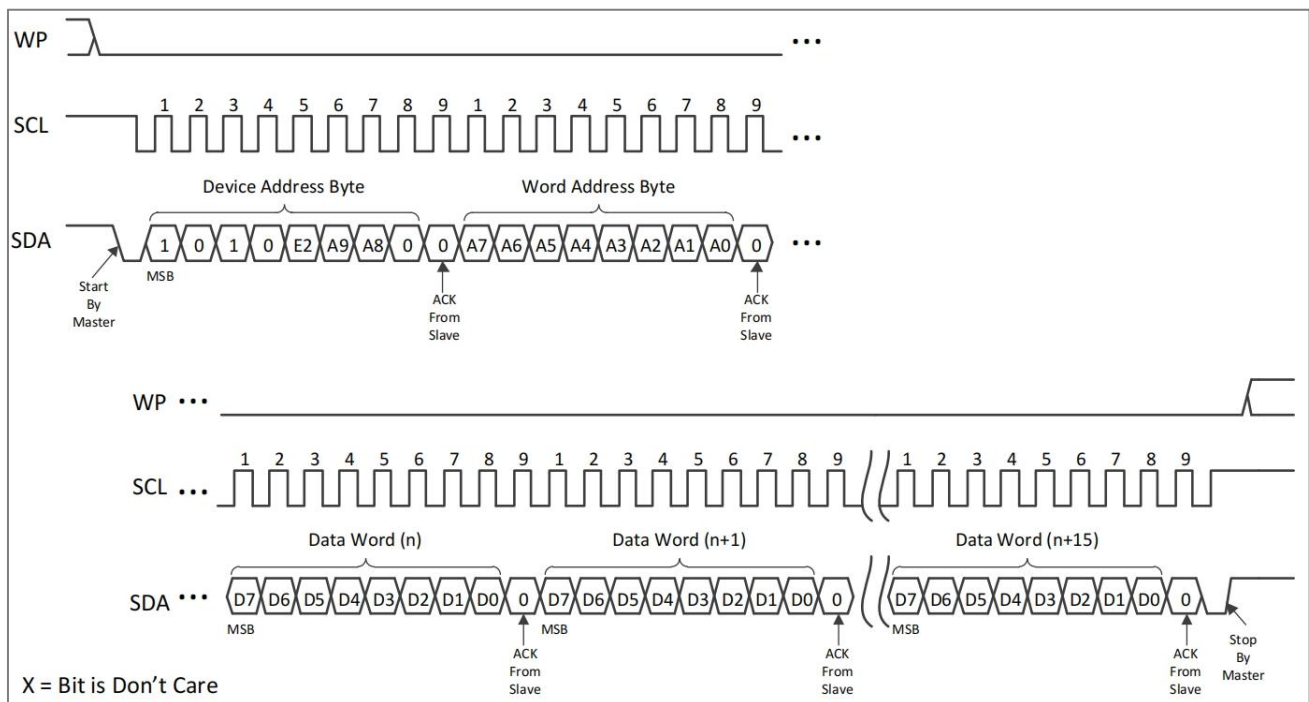 WP ...
1 2 3 4 5 6 7 8 9 1 2 3 4 5 6 7 8 9
SCL ...
Device Address Byte Word Address Byte
SDA 1 0 1 0 E2 A9 A8 0 0 A7 A6 A5 A4 A3 A2 A1 A0 0 ...
MSB
Start
By
Master
ACK
From
Slave
ACK
From
Slave
WP ...
1 2 3 4 5 6 7 8 9 1 2 3 4 5 6 7 8 9 1 2 3 4 5 6 7 8 9
SCL ...
Data Word (n) Data Word (n+1) Data Word (n+15)
SDA ... D7 D6 D5 D4 D3 D2 D1 D0 0 D7 D6 D5 D4 D3 D2 D1 D0 0 D7 D6 D5 D4 D3 D2 D1 D0 0
MSB MSB MSB
ACK
From
Slave
ACK
From
Slave
ACK
From
Slave
Stop
By
Master
X = Bit is Don’t Care